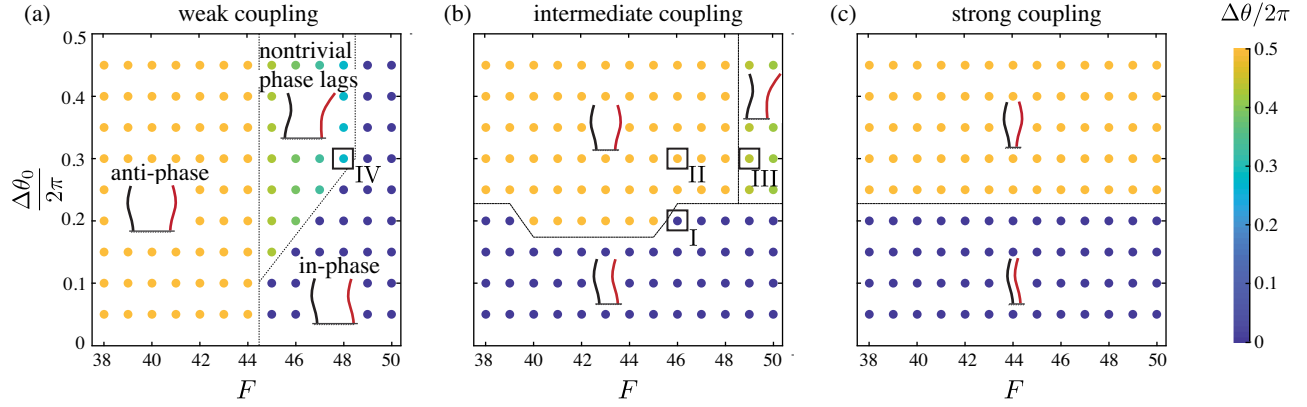 (a) weak coupling (b) intermediate coupling (c) strong coupling Δθ/2π
0.5
0.4
0.3
0.2
0.1
0
Δθ₀
2π
nontrivial
phase lags
anti-phase
IV
in-phase
38 40 42 44 46 48 50
F
II
III
I
38 40 42 44 46 48 50
F
38 40 42 44 46 48 50
F
0.5
0.4
0.3
0.2
0.1
0